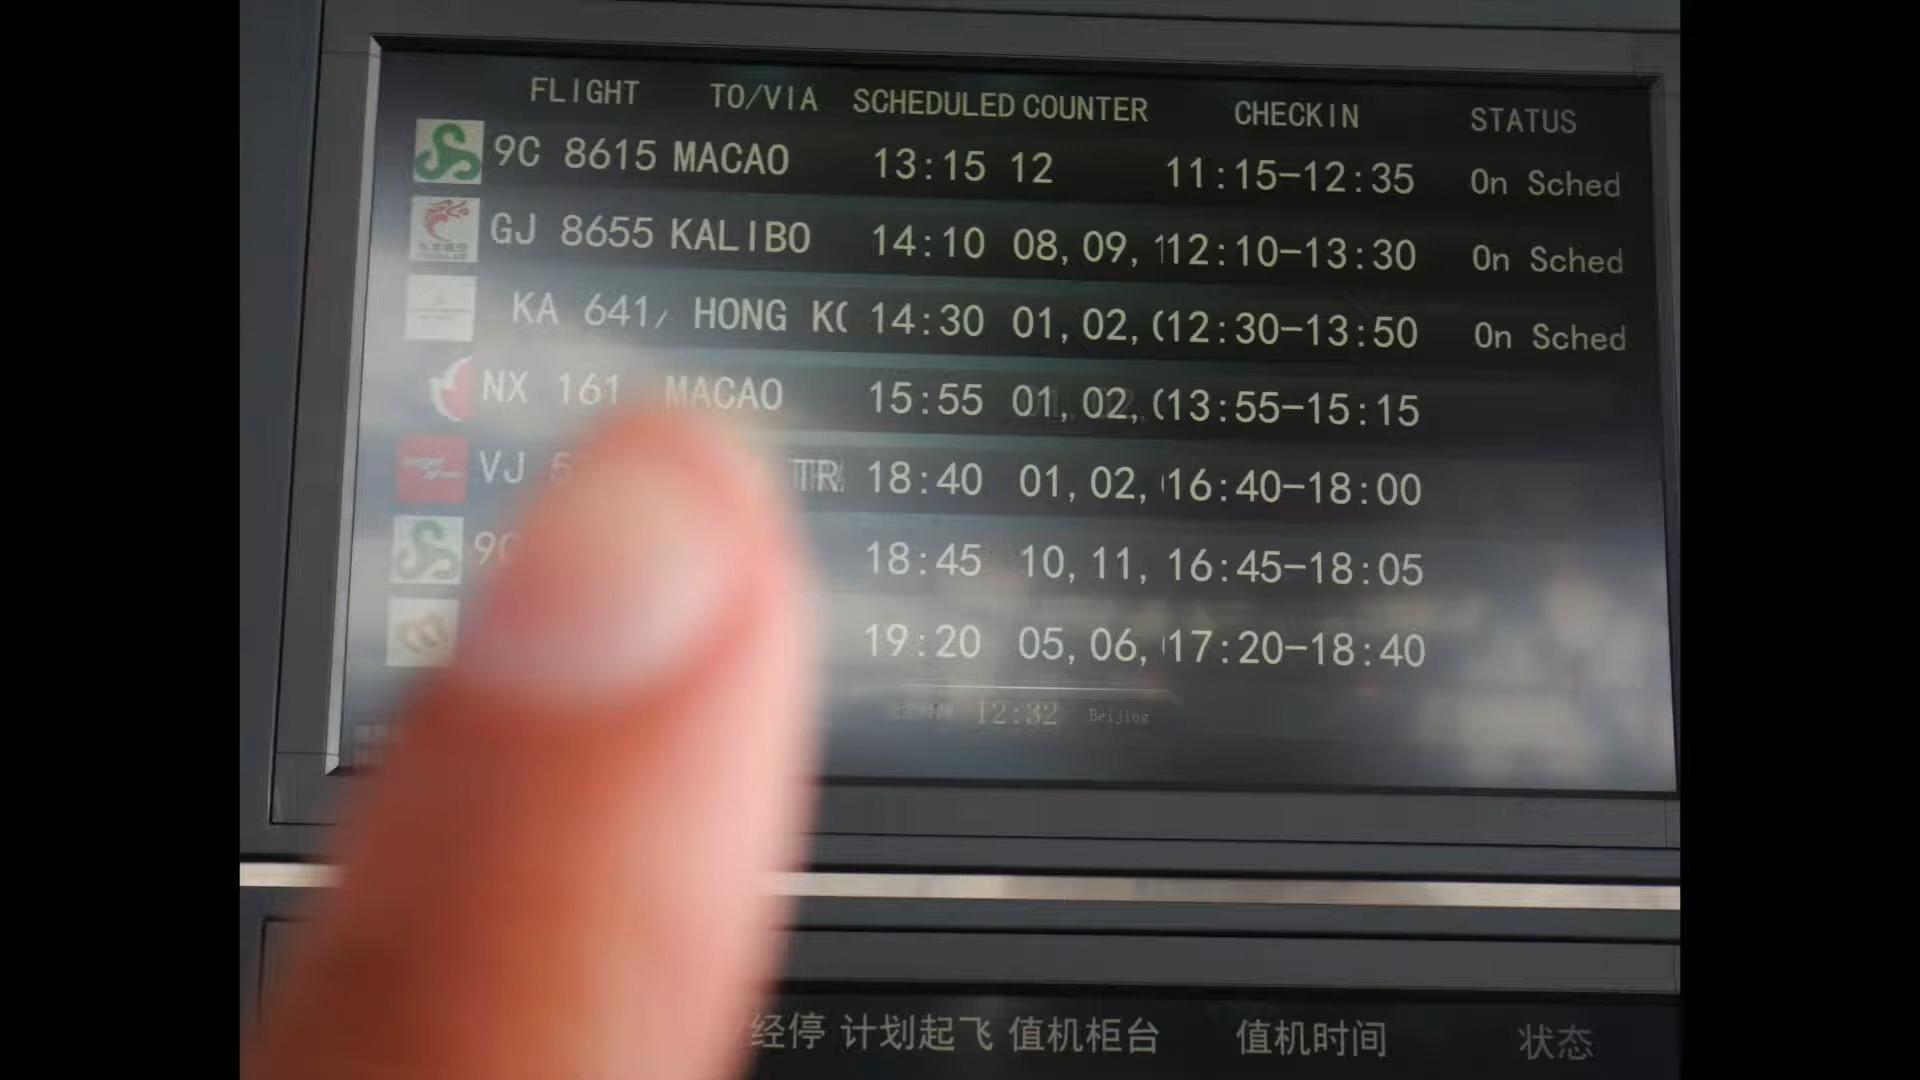 FLIGHT TO/VIA SCHEDULED COUNTER CHECKIN STATUS
9C 8615 MACAO 13:15 12 11:15-12:35 On Sched
GJ 8655 KALIBO 14:10 08,09, 12:10-13:30 On Sched
KA 641/ HONG 14:30 01,02, 12:30-13:50 On Sched
NX 161 MACAO 15:55 01,02, 13:55-15:15
VJ 18:40 01,02, 16:40-18:00
9C 18:45 10,11, 16:45-18:05
19:20 05,06, 17:20-18:40
12:32 Beijing
经停 计划起飞 值机柜台 值机时间 状态